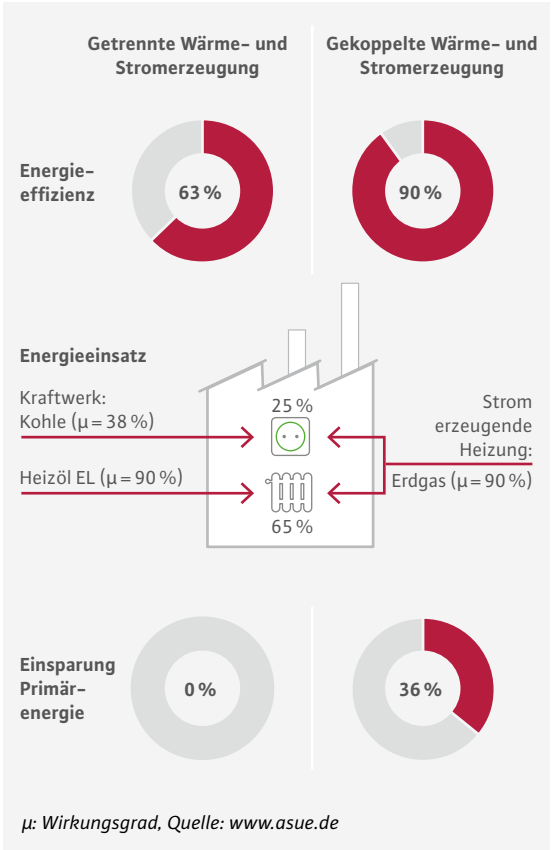 Getrennte Wärme- und
Stromerzeugung
Gekoppelte Wärme- und
Stromerzeugung
Energie-
effizienz
63 %
90 %
Energieeinsatz
Kraftwerk:
Kohle (µ = 38 %)
Heizöl EL (µ = 90 %)
25 %
65 %
Strom
erzeugende
Heizung:
Erdgas (µ = 90 %)
Einsparung
Primär-
energie
0 %
36 %
µ: Wirkungsgrad, Quelle: www.asue.de